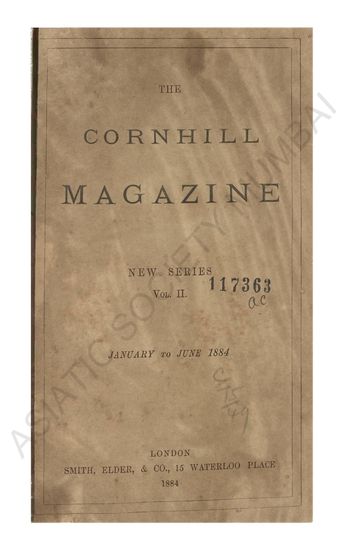 THE
CORNHILL
MAGAZINE
NEW SERIES
VOL. II.
117363
ac
JANUARY TO JUNE 1884
LONDON
SMITH, ELDER, & CO., 15 WATERLOO PLACE
1884
ASIATIC SOCIETY MUMBAI